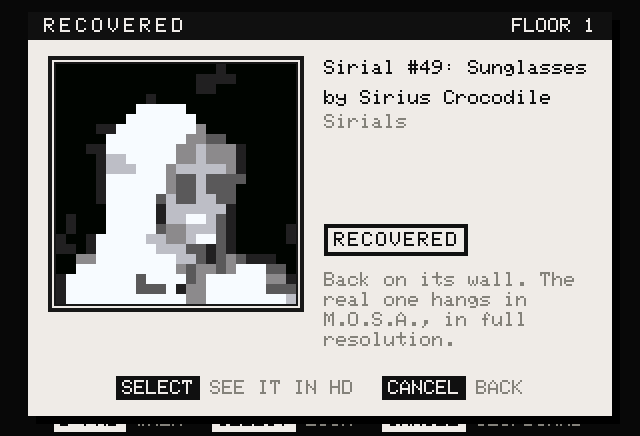 RECOVERED
FLOOR 1
Sirial #49: Sunglasses
by Sirius Crocodile
Sirials
RECOVERED
Back on its wall. The
real one hangs in
M.O.S.A., in full
resolution.
SELECT SEE IT IN HD CANCEL BACK